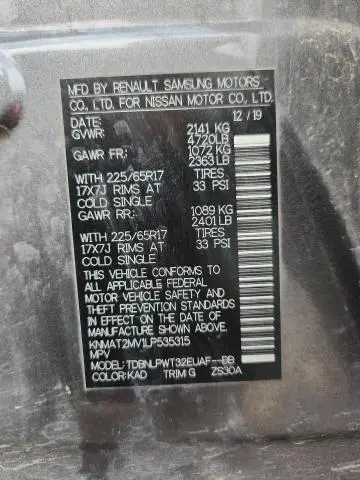 MFD BY RENAULT SAMSUNG MOTORS
CO., LTD. FOR NISSAN MOTOR CO., LTD.
DATE: 12 / 19
GVWR: 2141 KG
4720LB
GAWR FR: 1072 KG
2363LB
WITH 225/65R17 TIRES
17X7J RIMS AT 33 PSI
COLD SINGLE
GAWR RR: 1089 KG
2401LB
WITH 225/65R17 TIRES
17X7J RIMS AT 33 PSI
COLD SINGLE
THIS VEHICLE CONFORMS TO
ALL APPLICABLE FEDERAL
MOTOR VEHICLE SAFETY AND
THEFT PREVENTION STANDARDS
IN EFFECT ON THE DATE OF
MANUFACTURE SHOWN ABOVE.
KNMAT2MV1LP535315
MPV
MODEL: TDBNLPWT32EUAF--BB
COLOR: KAD TRIM: G ZS30A